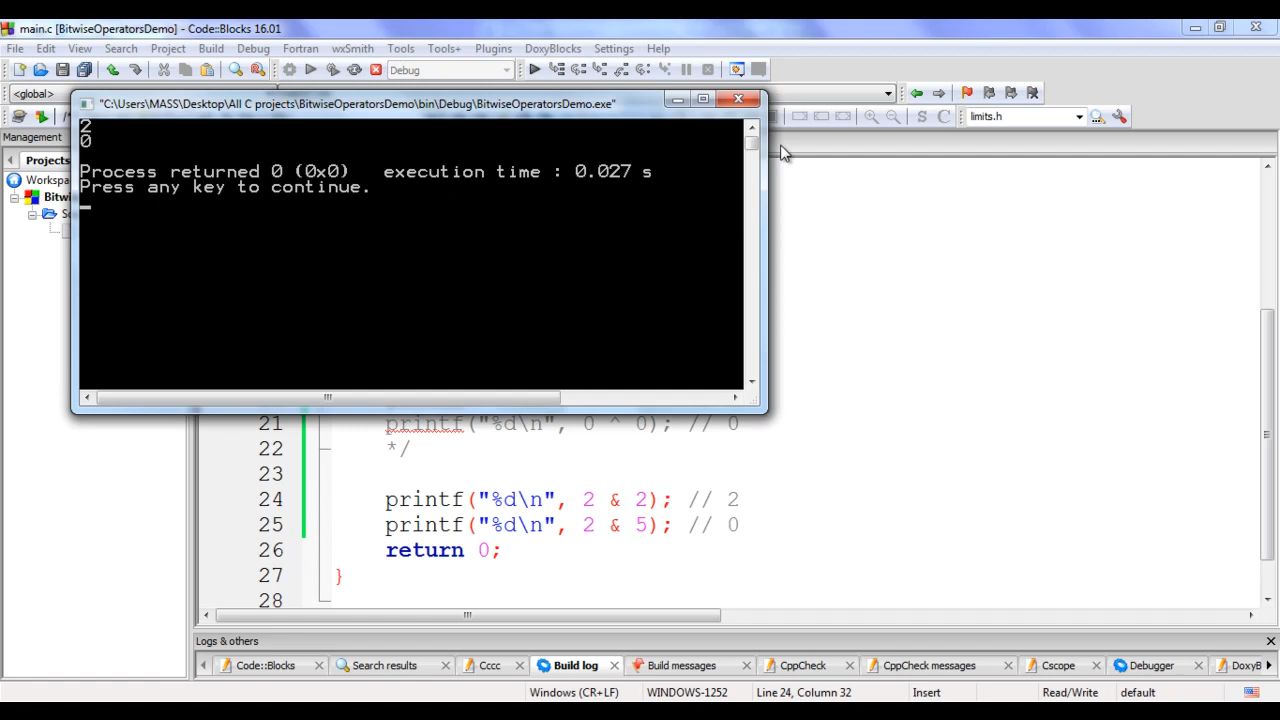 main.c [BitwiseOperatorsDemo] - Code::Blocks 16.01
File Edit View Search Project Build Debug Fortran wxSmith Tools Tools+ Plugins DoxyBlocks Settings Help
Debug
<global>
"C:\Users\MASS\Desktop\All C projects\BitwiseOperatorsDemo\bin\Debug\BitwiseOperatorsDemo.exe"
S C limits.h
Management
2
0
Projects
Process returned 0 (0x0)   execution time : 0.027 s
Press any key to continue.
Workspa
Bitwi
So
21 printf("%d\n", 0 ^ 0); // 0
22 */
23
24 printf("%d\n", 2 & 2); // 2
25 printf("%d\n", 2 & 5); // 0
26 return 0;
27 }
28
Logs & others
Code::Blocks Search results Cccc Build log Build messages CppCheck CppCheck messages Cscope Debugger DoxyB
Windows (CR+LF) WINDOWS-1252 Line 24, Column 32 Insert Read/Write default